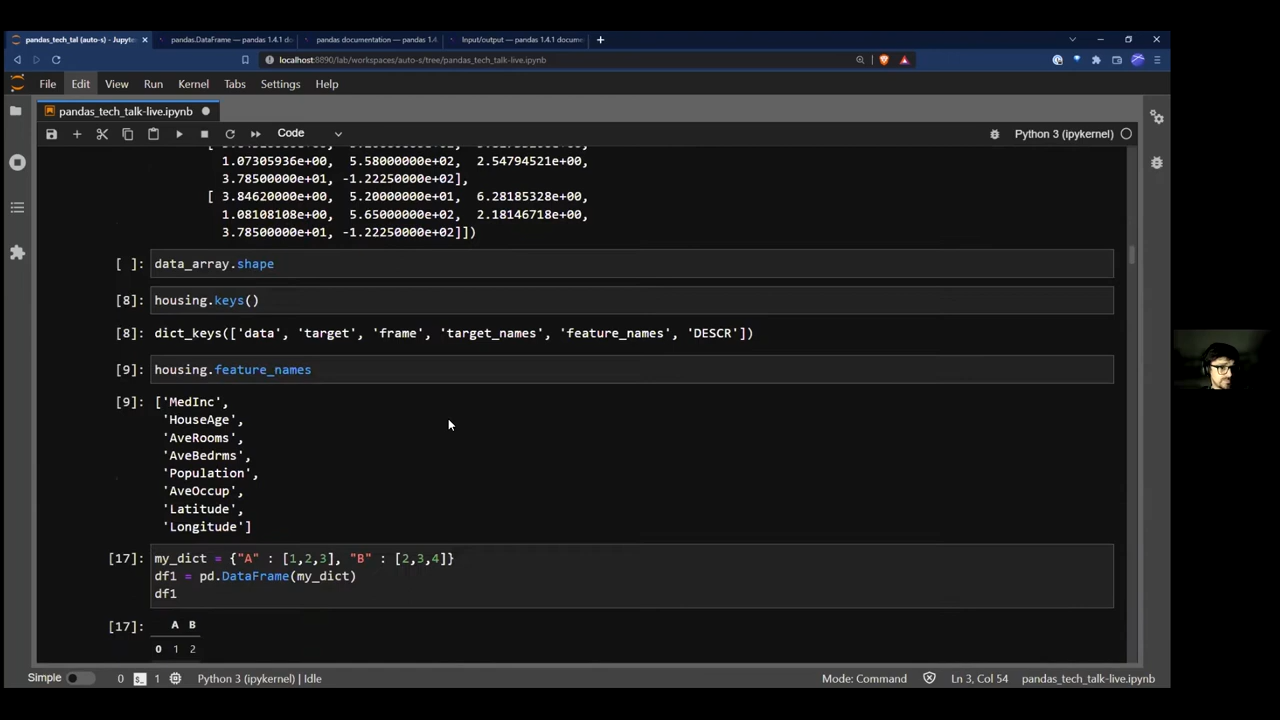 pandas_tech_tal (auto-s) - Jupyte
pandas.DataFrame — pandas 1.4.1 do
pandas documentation — pandas 1.4.
Input/output — pandas 1.4.1 docume
localhost:8890/lab/workspaces/auto-s/tree/pandas_tech_talk-live.ipynb
File Edit View Run Kernel Tabs Settings Help
pandas_tech_talk-live.ipynb
Code
Python 3 (ipykernel)
1.07305936e+00, 5.58000000e+02, 2.54794521e+00,
3.78500000e+01, -1.22250000e+02],
[ 3.84620000e+00, 5.20000000e+01, 6.28185328e+00,
1.08108108e+00, 5.65000000e+02, 2.18146718e+00,
3.78500000e+01, -1.22250000e+02]])
[ ]: data_array.shape
[8]: housing.keys()
[8]: dict_keys(['data', 'target', 'frame', 'target_names', 'feature_names', 'DESCR'])
[9]: housing.feature_names
[9]: ['MedInc',
'HouseAge',
'AveRooms',
'AveBedrms',
'Population',
'AveOccup',
'Latitude',
'Longitude']
[17]: my_dict = {"A" : [1,2,3], "B" : [2,3,4]}
df1 = pd.DataFrame(my_dict)
df1
[17]: A B
0 1 2
Simple 0 1 Python 3 (ipykernel) | Idle Mode: Command Ln 3, Col 54 pandas_tech_talk-live.ipynb